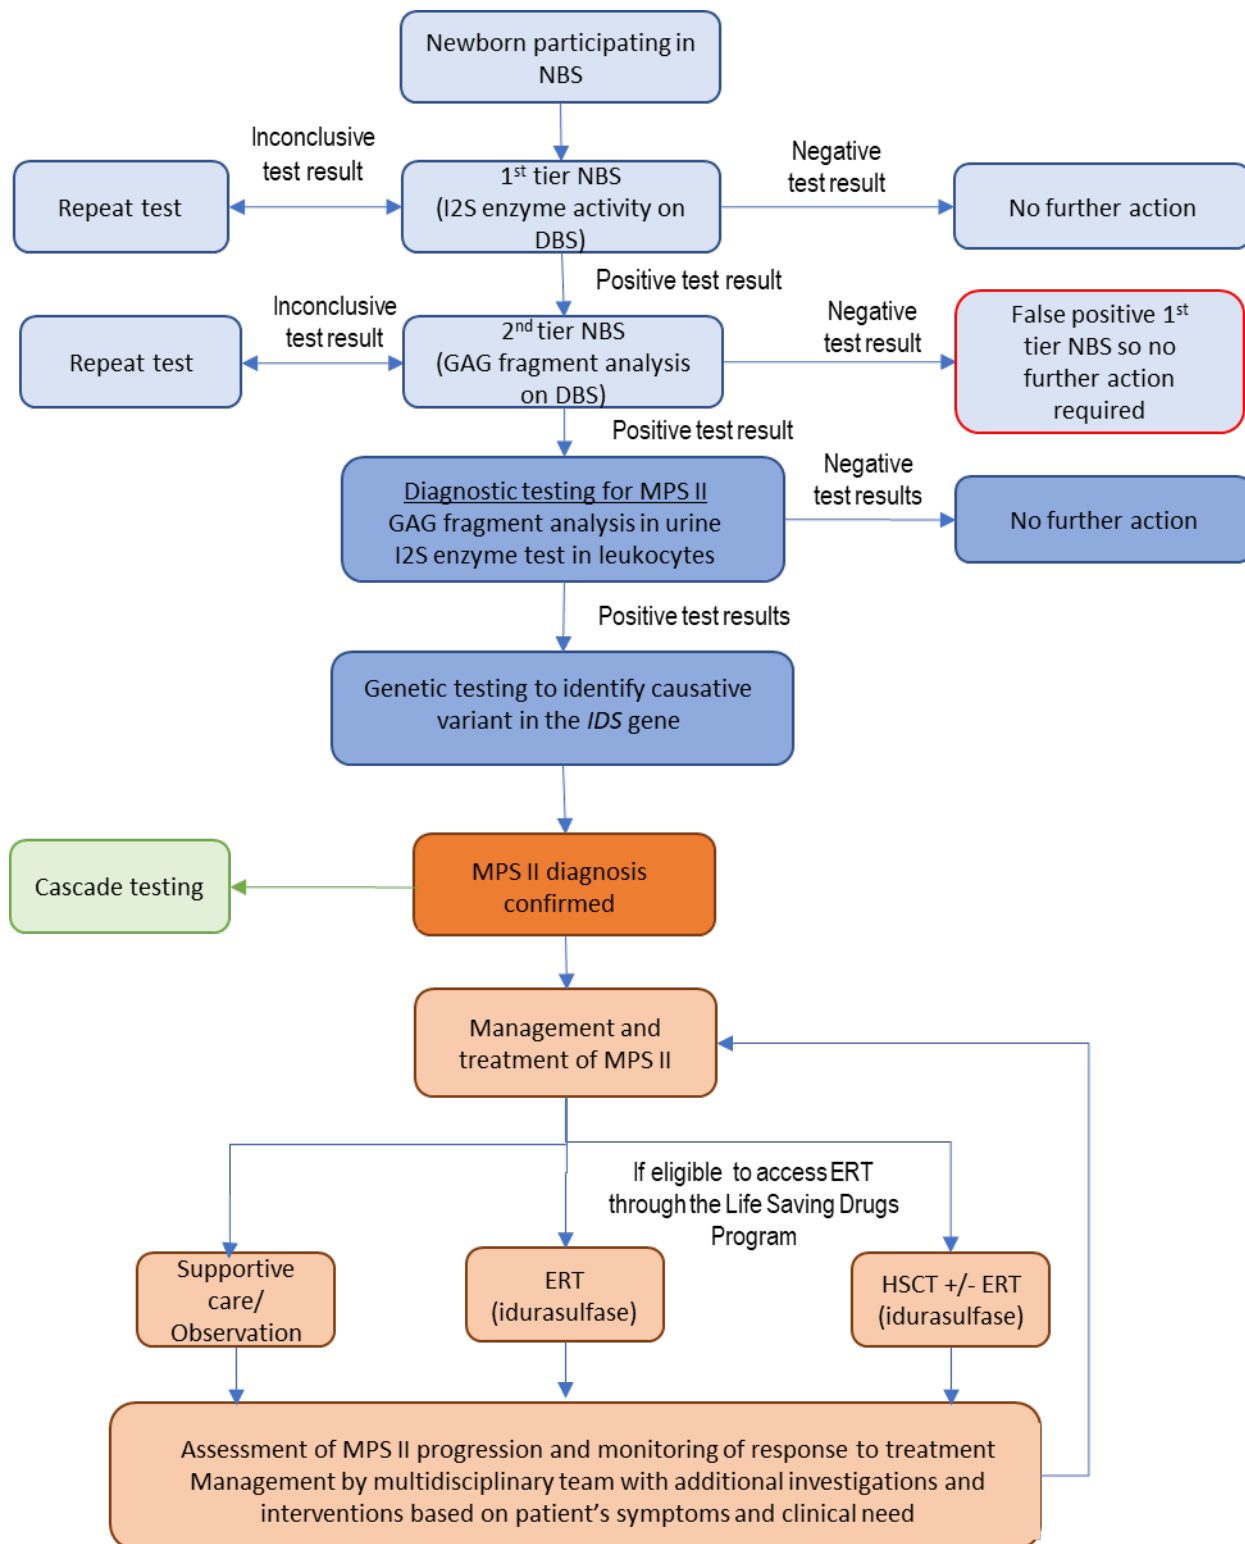 Newborn participating in
NBS
Inconclusive
test result
Negative
test result
Repeat test
1st tier NBS
(I2S enzyme activity on
DBS)
No further action
Positive test result
Inconclusive
test result
Negative
test result
Repeat test
2nd tier NBS
(GAG fragment analysis
on DBS)
False positive 1st
tier NBS so no
further action
required
Positive test result
Diagnostic testing for MPS II
GAG fragment analysis in urine
I2S enzyme test in leukocytes
Negative
test results
No further action
Positive test results
Genetic testing to identify causative
variant in the IDS gene
Cascade testing
MPS II diagnosis
confirmed
Management and
treatment of MPS II
If eligible to access ERT
through the Life Saving Drugs
Program
Supportive
care/
Observation
ERT
(idurasulfase)
HSCT +/- ERT
(idurasulfase)
Assessment of MPS II progression and monitoring of response to treatment
Management by multidisciplinary team with additional investigations and
interventions based on patient's symptoms and clinical need